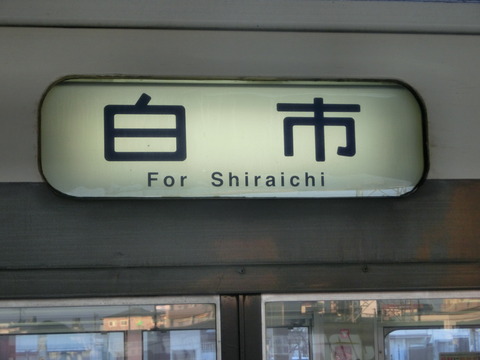 白市
For Shiraichi